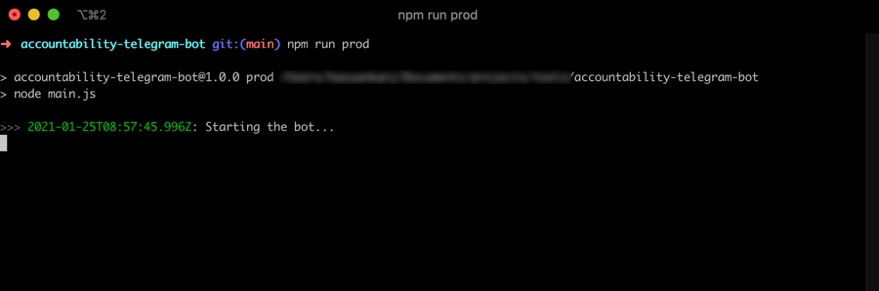 ⌥⌘2
npm run prod
➜ accountability-telegram-bot git:(main) npm run prod
> accountability-telegram-bot@1.0.0 prod /accountability-telegram-bot
> node main.js
>>> 2021-01-25T08:57:45.996Z: Starting the bot...